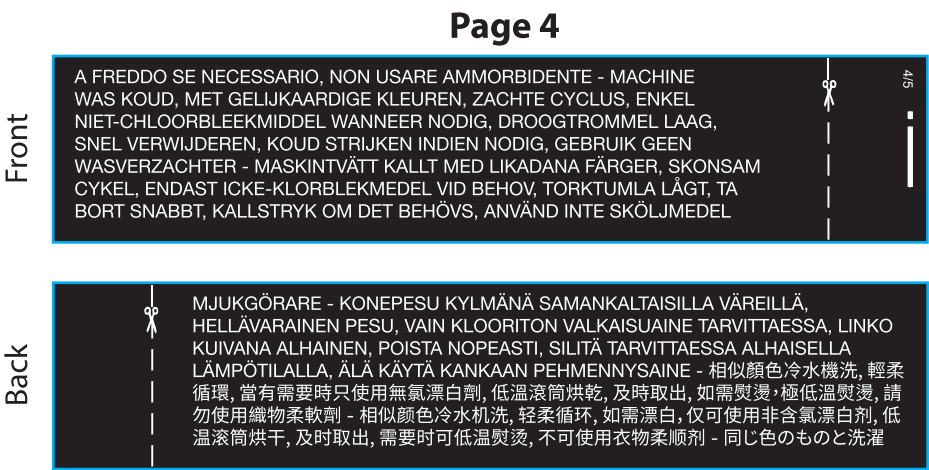 Page 4
Front
A FREDDO SE NECESSARIO, NON USARE AMMORBIDENTE - MACHINE
WAS KOUD, MET GELIJKAARDIGE KLEUREN, ZACHTE CYCLUS, ENKEL
NIET-CHLOORBLEEKMIDDEL WANNEER NODIG, DROOGTROMMEL LAAG,
SNEL VERWIJDEREN, KOUD STRIJKEN INDIEN NODIG, GEBRUIK GEEN
WASVERZACHTER - MASKINTVÄTT KALLT MED LIKADANA FÄRGER, SKONSAM
CYKEL, ENDAST ICKE-KLORBLEKMEDEL VID BEHOV, TORKTUMLA LÅGT, TA
BORT SNABBT, KALLSTRYK OM DET BEHÖVS, ANVÄND INTE SKÖLJMEDEL
4/5
Back
MJUKGÖRARE - KONEPESU KYLMÄNÄ SAMANKALTAISILLA VÄREILLÄ,
HELLÄVARAINEN PESU, VAIN KLOORITON VALKAISUAINE TARVITTAESSA, LINKO
KUIVANA ALHAINEN, POISTA NOPEASTI, SILITÄ TARVITTAESSA ALHAISELLA
LÄMPÖTILALLA, ÄLÄ KÄYTÄ KANKAAN PEHMENNYSAINE - 相似顏色冷水機洗, 輕柔
循環, 當有需要時只使用無氯漂白劑, 低溫滾筒烘乾, 及時取出, 如需熨燙，極低溫熨燙, 請
勿使用織物柔軟劑 - 相似颜色冷水机洗, 轻柔循环, 如需漂白, 仅可使用非含氯漂白剂, 低
温滚筒烘干, 及时取出, 需要时可低温熨烫, 不可使用衣物柔顺剂 - 同じ色のものと洗濯